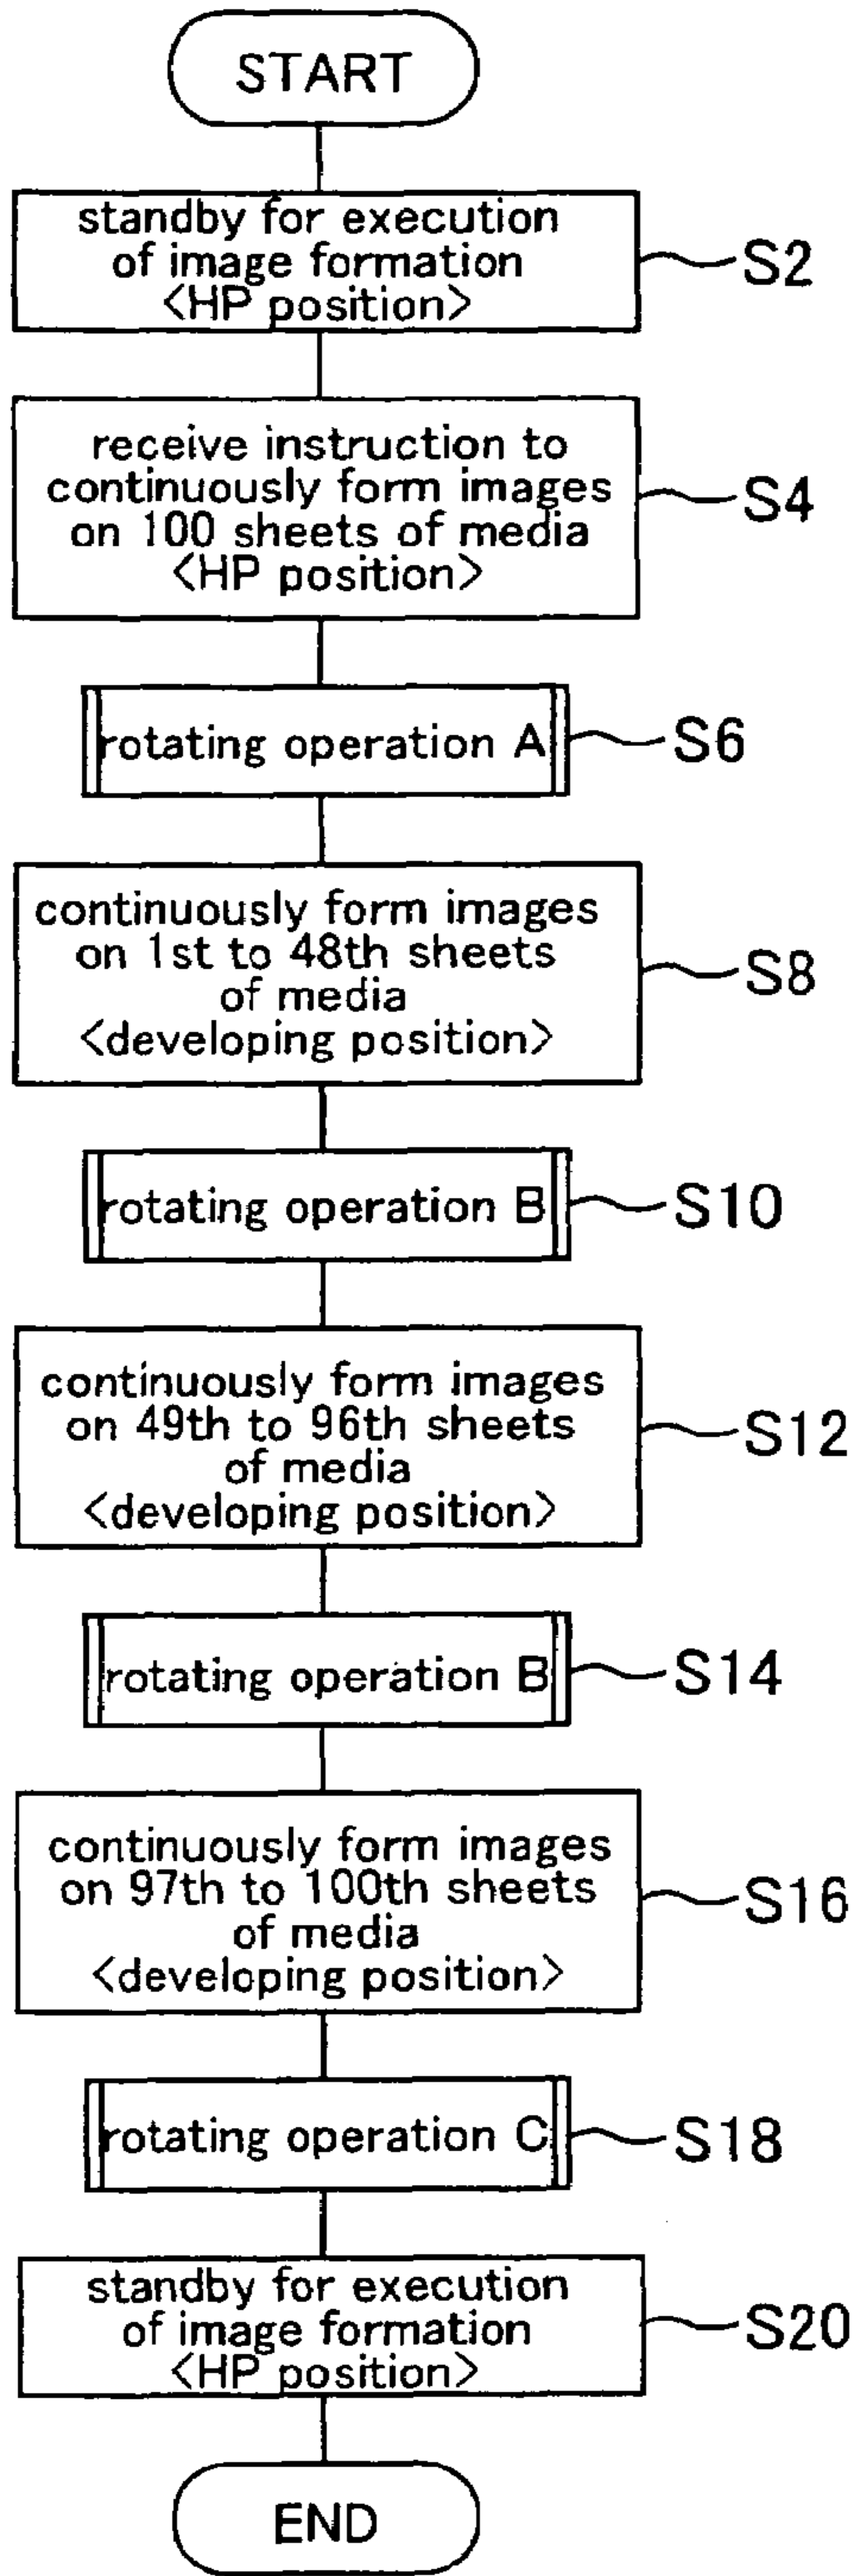 START
standby for execution
of image formation
<HP position>
S2
receive instruction to
continuously form images
on 100 sheets of media
<HP position>
S4
rotating operation A
S6
continuously form images
on 1st to 48th sheets
of media
<developing position>
S8
rotating operation B
S10
continuously form images
on 49th to 96th sheets
of media
<developing position>
S12
rotating operation B
S14
continuously form images
on 97th to 100th sheets
of media
<developing position>
S16
rotating operation C
S18
standby for execution
of image formation
<HP position>
S20
END